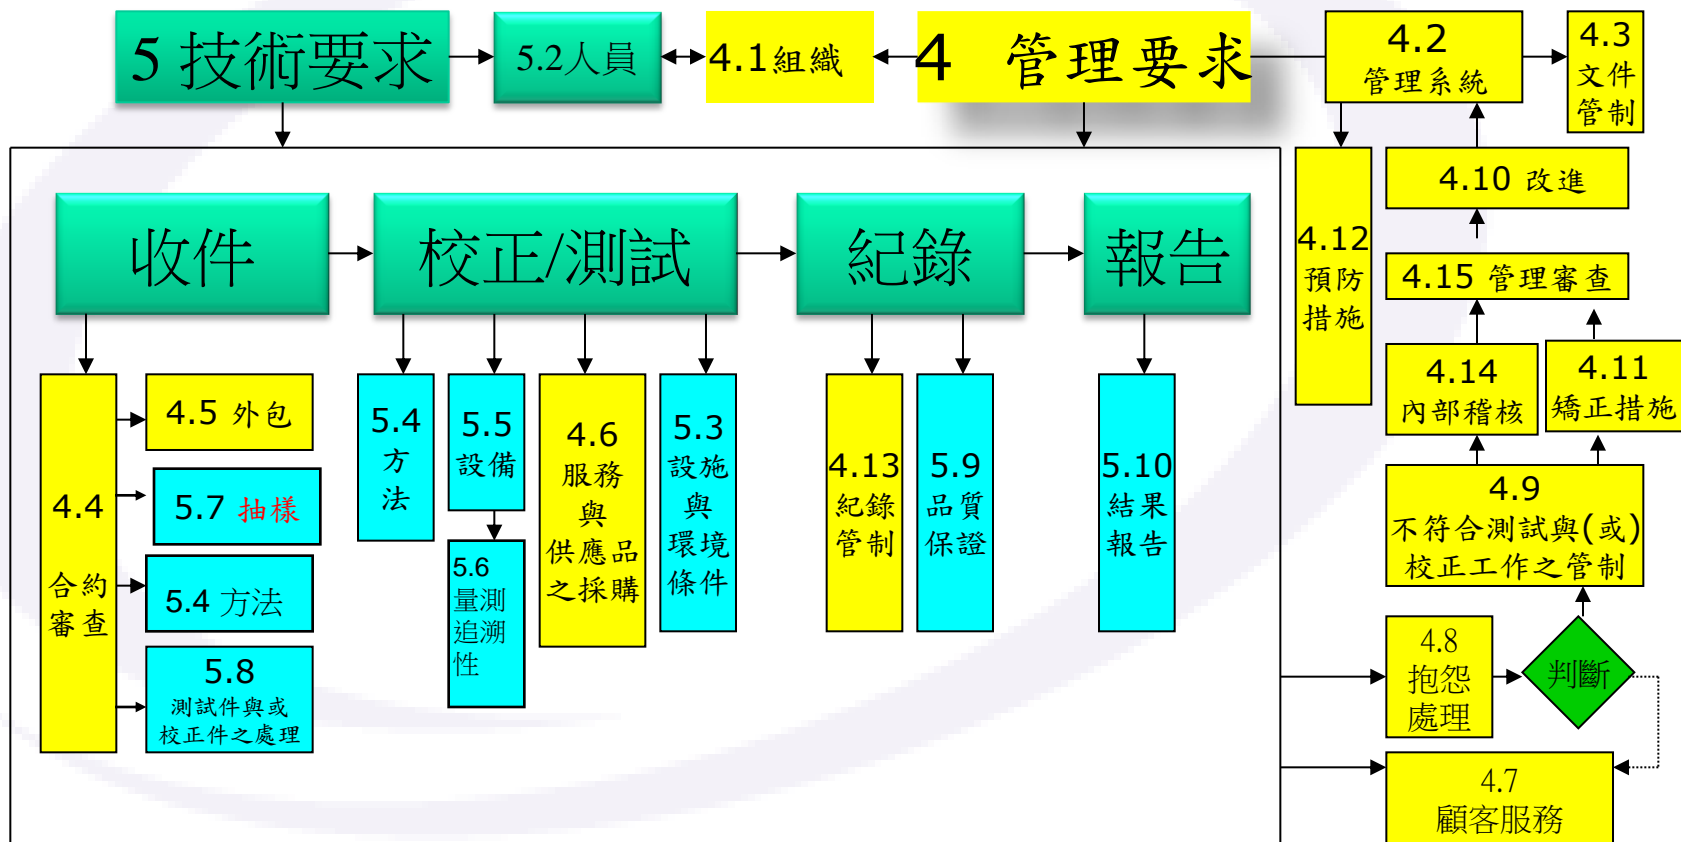 5 技術要求
5.2人員
4.1組織
4 管理要求
4.2
管理系統
4.3
文件
管制
收件
校正/測試
紀錄
報告
4.4
合約
審查
4.5 外包
5.7 抽樣
5.4 方法
5.8
測試件與或
校正件之處理
5.4
方
法
5.5
設備
5.6
量測
追溯
性
4.6
服務
與
供應品
之採購
5.3
設施
與
環境
條件
4.13
紀錄
管制
5.9
品質
保證
5.10
結果
報告
4.12
預防
措施
4.10 改進
4.15 管理審查
4.14
內部稽核
4.11
矯正措施
4.9
不符合測試與(或)
校正工作之管制
4.8
抱怨
處理
判斷
4.7
顧客服務